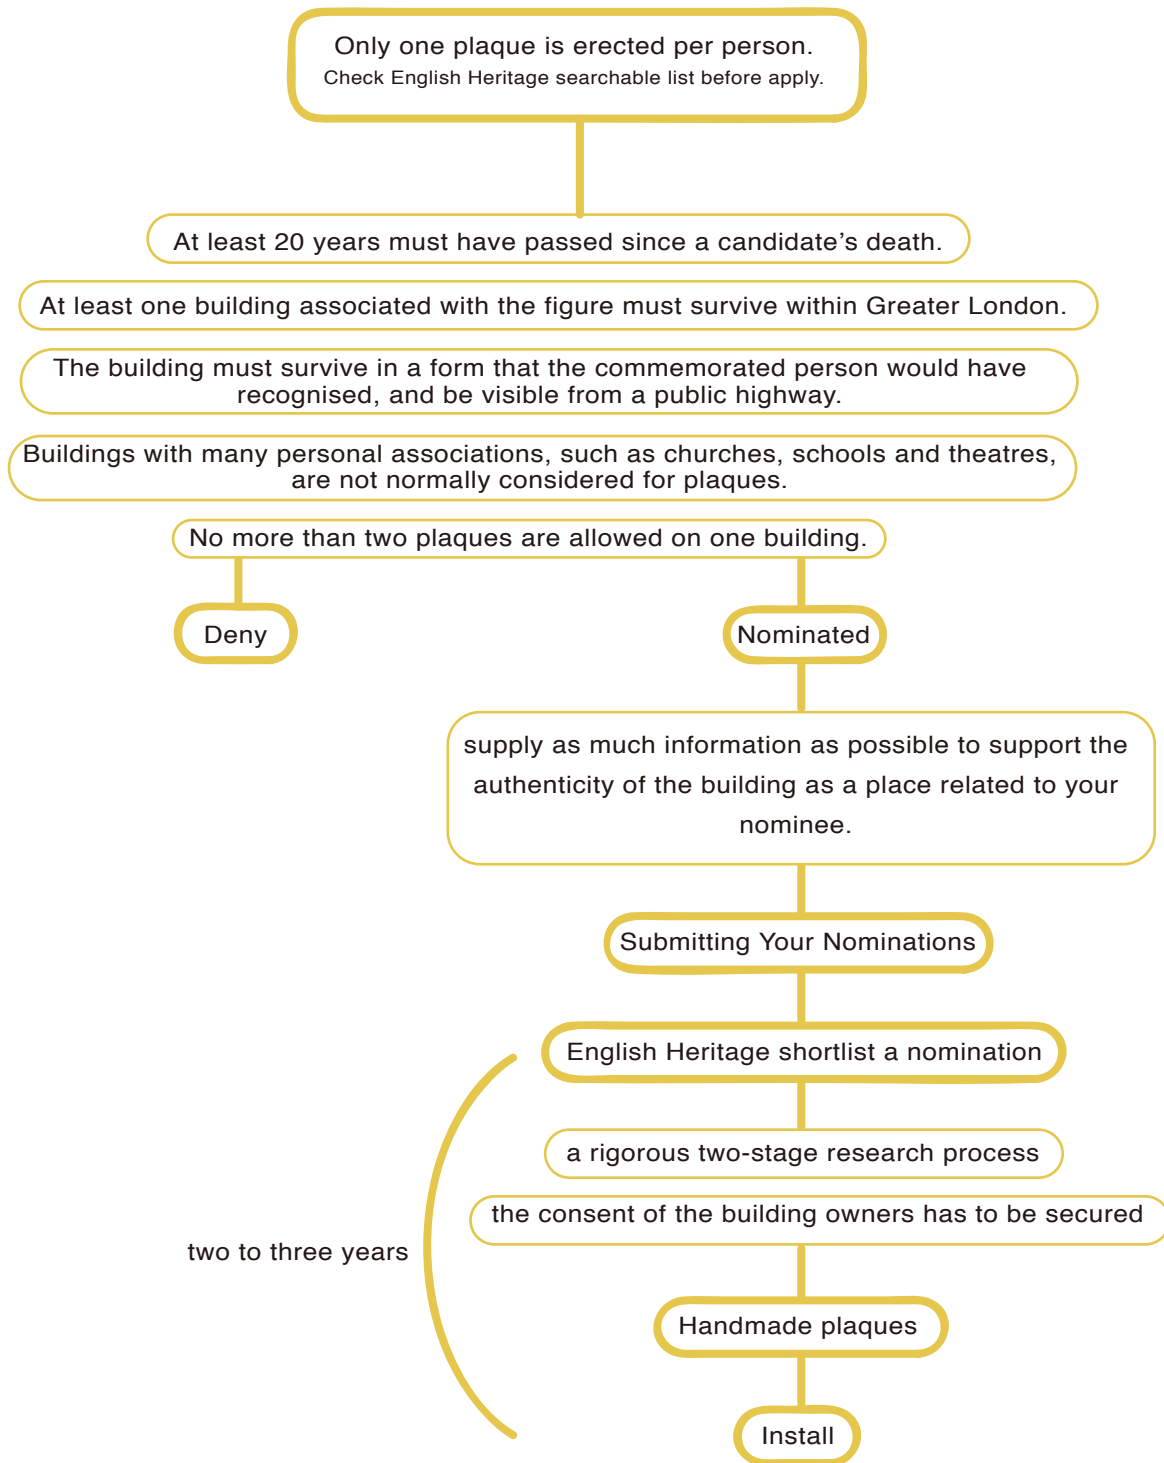 Only one plaque is erected per person.
Check English Heritage searchable list before apply.
At least 20 years must have passed since a candidate’s death.
At least one building associated with the figure must survive within Greater London.
The building must survive in a form that the commemorated person would have
recognised, and be visible from a public highway.
Buildings with many personal associations, such as churches, schools and theatres,
are not normally considered for plaques.
No more than two plaques are allowed on one building.
Deny
Nominated
supply as much information as possible to support the
authenticity of the building as a place related to your
nominee.
Submitting Your Nominations
English Heritage shortlist a nomination
a rigorous two-stage research process
the consent of the building owners has to be secured
two to three years
Handmade plaques
Install